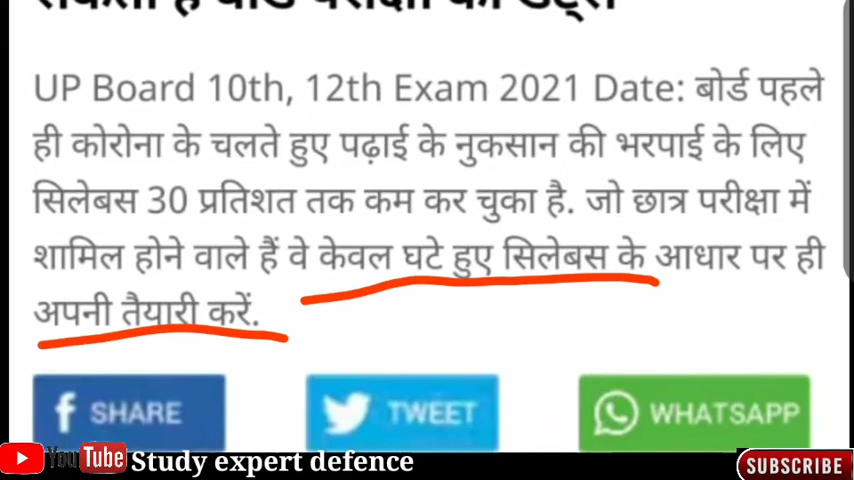 UP Board 10th, 12th Exam 2021 Date: बोर्ड पहले
ही कोरोना के चलते हुए पढ़ाई के नुकसान की भरपाई के लिए
सिलेबस 30 प्रतिशत तक कम कर चुका है. जो छात्र परीक्षा में
शामिल होने वाले हैं वे केवल घटे हुए सिलेबस के आधार पर ही
अपनी तैयारी करें.
SHARE TWEET WHATSAPP
YouTube Study expert defence SUBSCRIBE